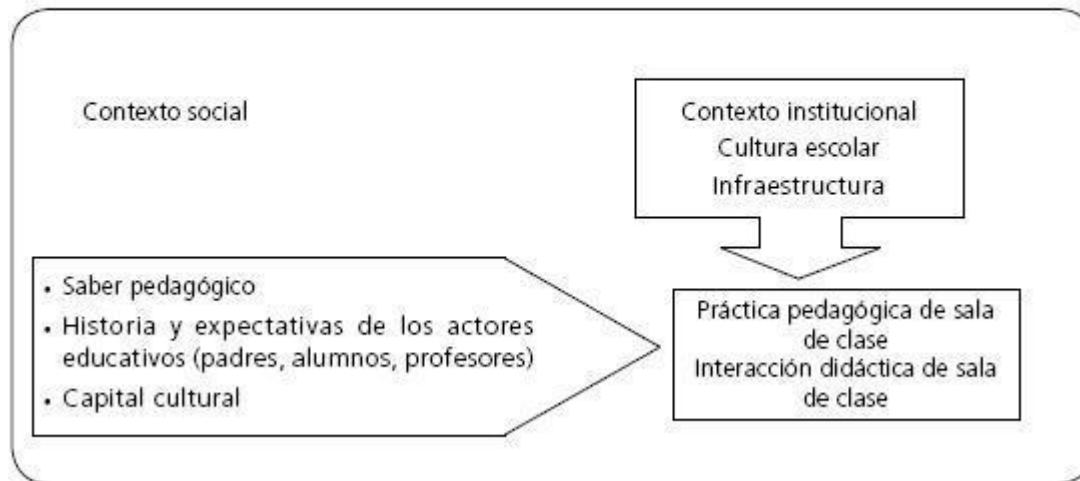 Contexto social
Contexto institucional
Cultura escolar
Infraestructura
• Saber pedagógico
• Historia y expectativas de los actores
educativos (padres, alumnos, profesores)
• Capital cultural
Práctica pedagógica de sala
de clase
Interacción didáctica de sala
de clase